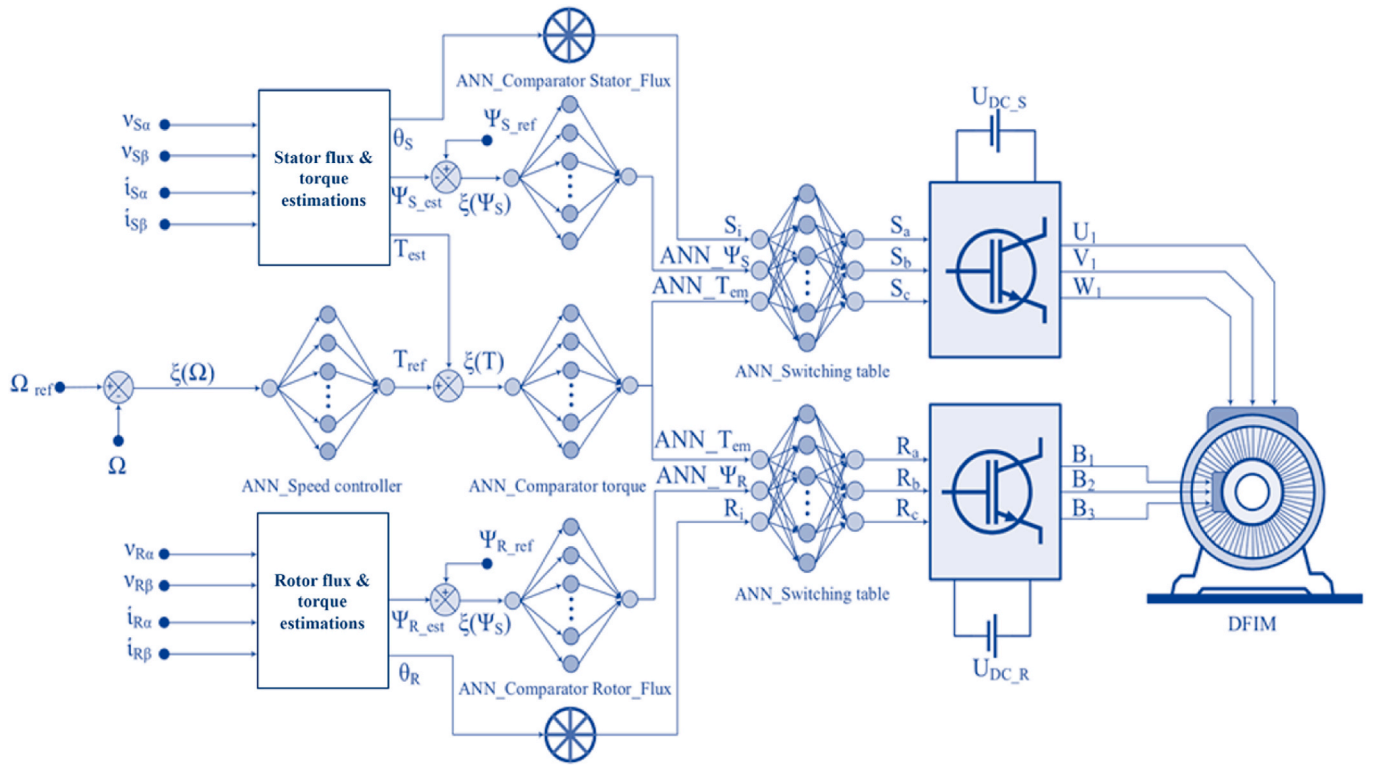 ANN_Comparator Stator_Flux
v_Sα
v_Sβ
i_Sα
i_Sβ
Stator flux &
torque
estimations
θ_S
Ψ_S_est
T_est
Ψ_S_ref
ξ(Ψ_S)
S_i
ANN_Ψ_S
ANN_T_em
ANN_Switching table
S_a
S_b
S_c
U_DC_S
U_1
V_1
W_1
Ω_ref
Ω
ξ(Ω)
ANN_Speed controller
T_ref
ξ(T)
ANN_Comparator torque
ANN_T_em
ANN_Ψ_R
R_i
ANN_Switching table
R_a
R_b
R_c
U_DC_R
B_1
B_2
B_3
DFIM
v_Rα
v_Rβ
i_Rα
i_Rβ
Rotor flux &
torque
estimations
Ψ_R_est
θ_R
Ψ_R_ref
ξ(Ψ_S)
ANN_Comparator Rotor_Flux